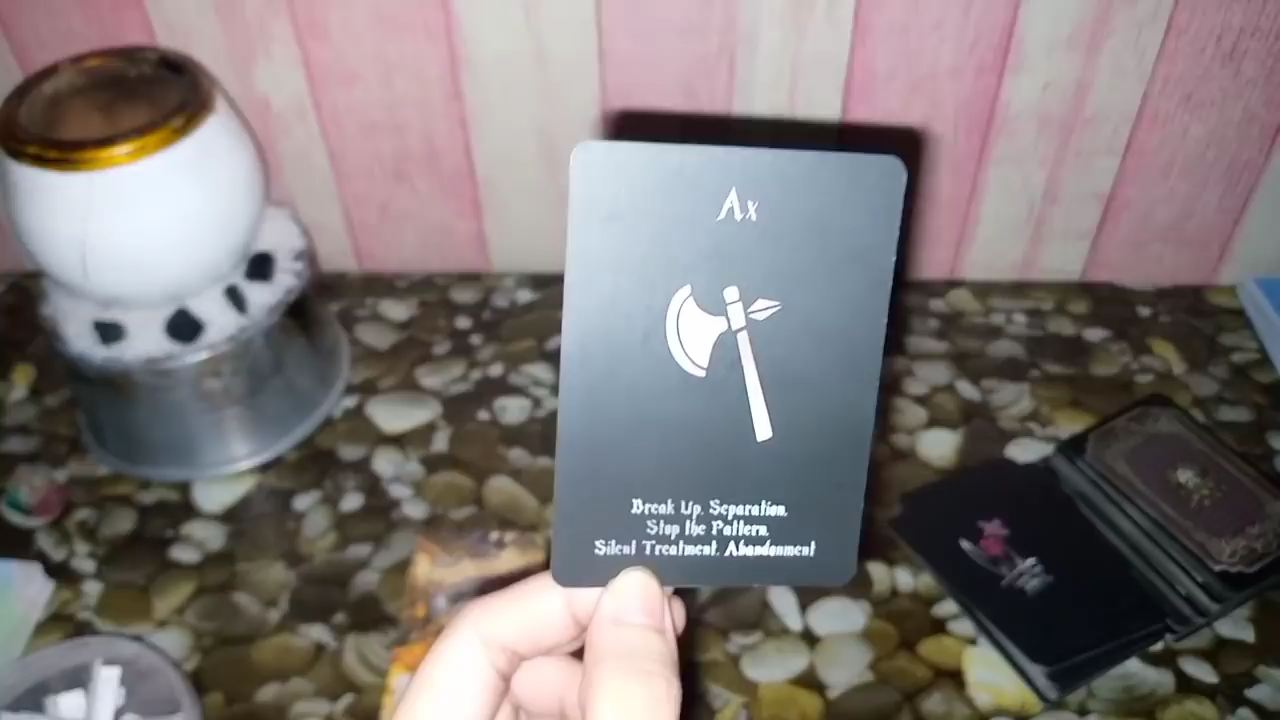 Ax
Break Up, Separation,
Stop the Pattern,
Silent Treatment, Abandonment